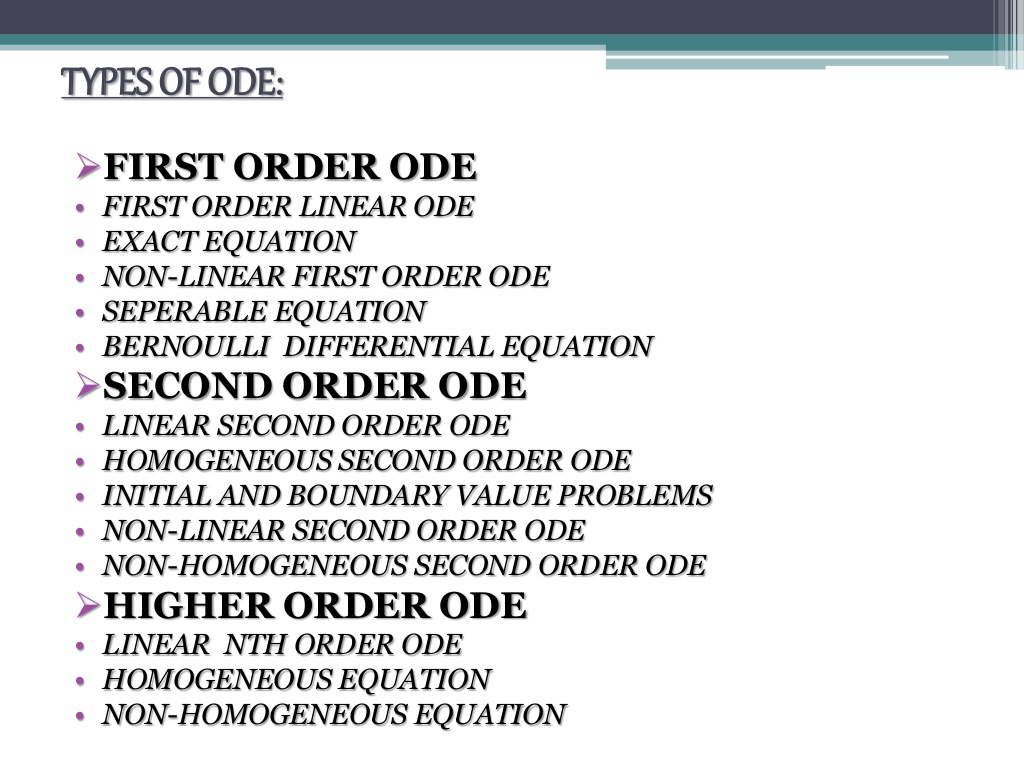 TYPES OF ODE:
➢FIRST ORDER ODE
• FIRST ORDER LINEAR ODE
• EXACT EQUATION
• NON-LINEAR FIRST ORDER ODE
• SEPERABLE EQUATION
• BERNOULLI DIFFERENTIAL EQUATION
➢SECOND ORDER ODE
• LINEAR SECOND ORDER ODE
• HOMOGENEOUS SECOND ORDER ODE
• INITIAL AND BOUNDARY VALUE PROBLEMS
• NON-LINEAR SECOND ORDER ODE
• NON-HOMOGENEOUS SECOND ORDER ODE
➢HIGHER ORDER ODE
• LINEAR NTH ORDER ODE
• HOMOGENEOUS EQUATION
• NON-HOMOGENEOUS EQUATION